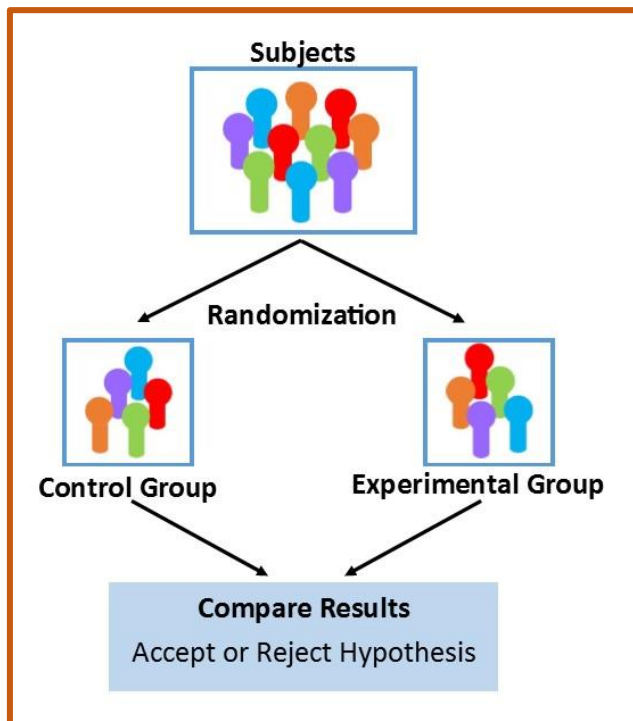 Subjects
Randomization
Control Group
Experimental Group
Compare Results
Accept or Reject Hypothesis